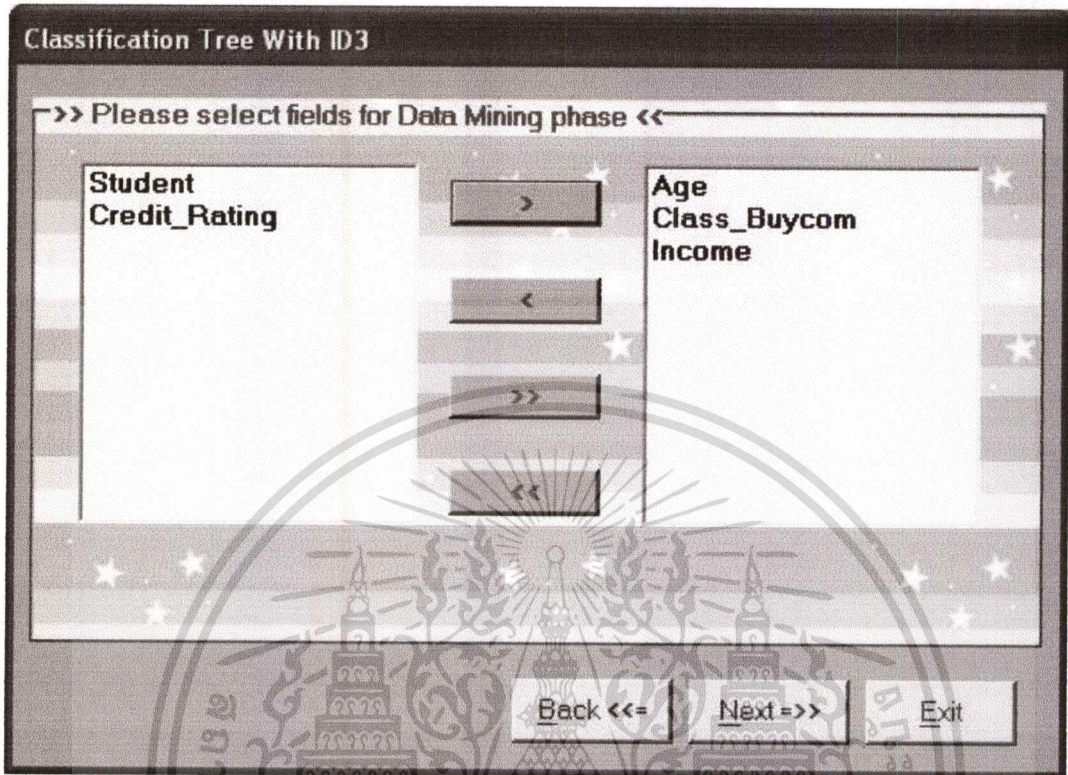 Classification Tree With ID3
>> Please select fields for Data Mining phase <<
Student
Credit_Rating
>
<
>>
<<
Age
Class_Buycom
Income
Back <<=
Next =>>
Exit